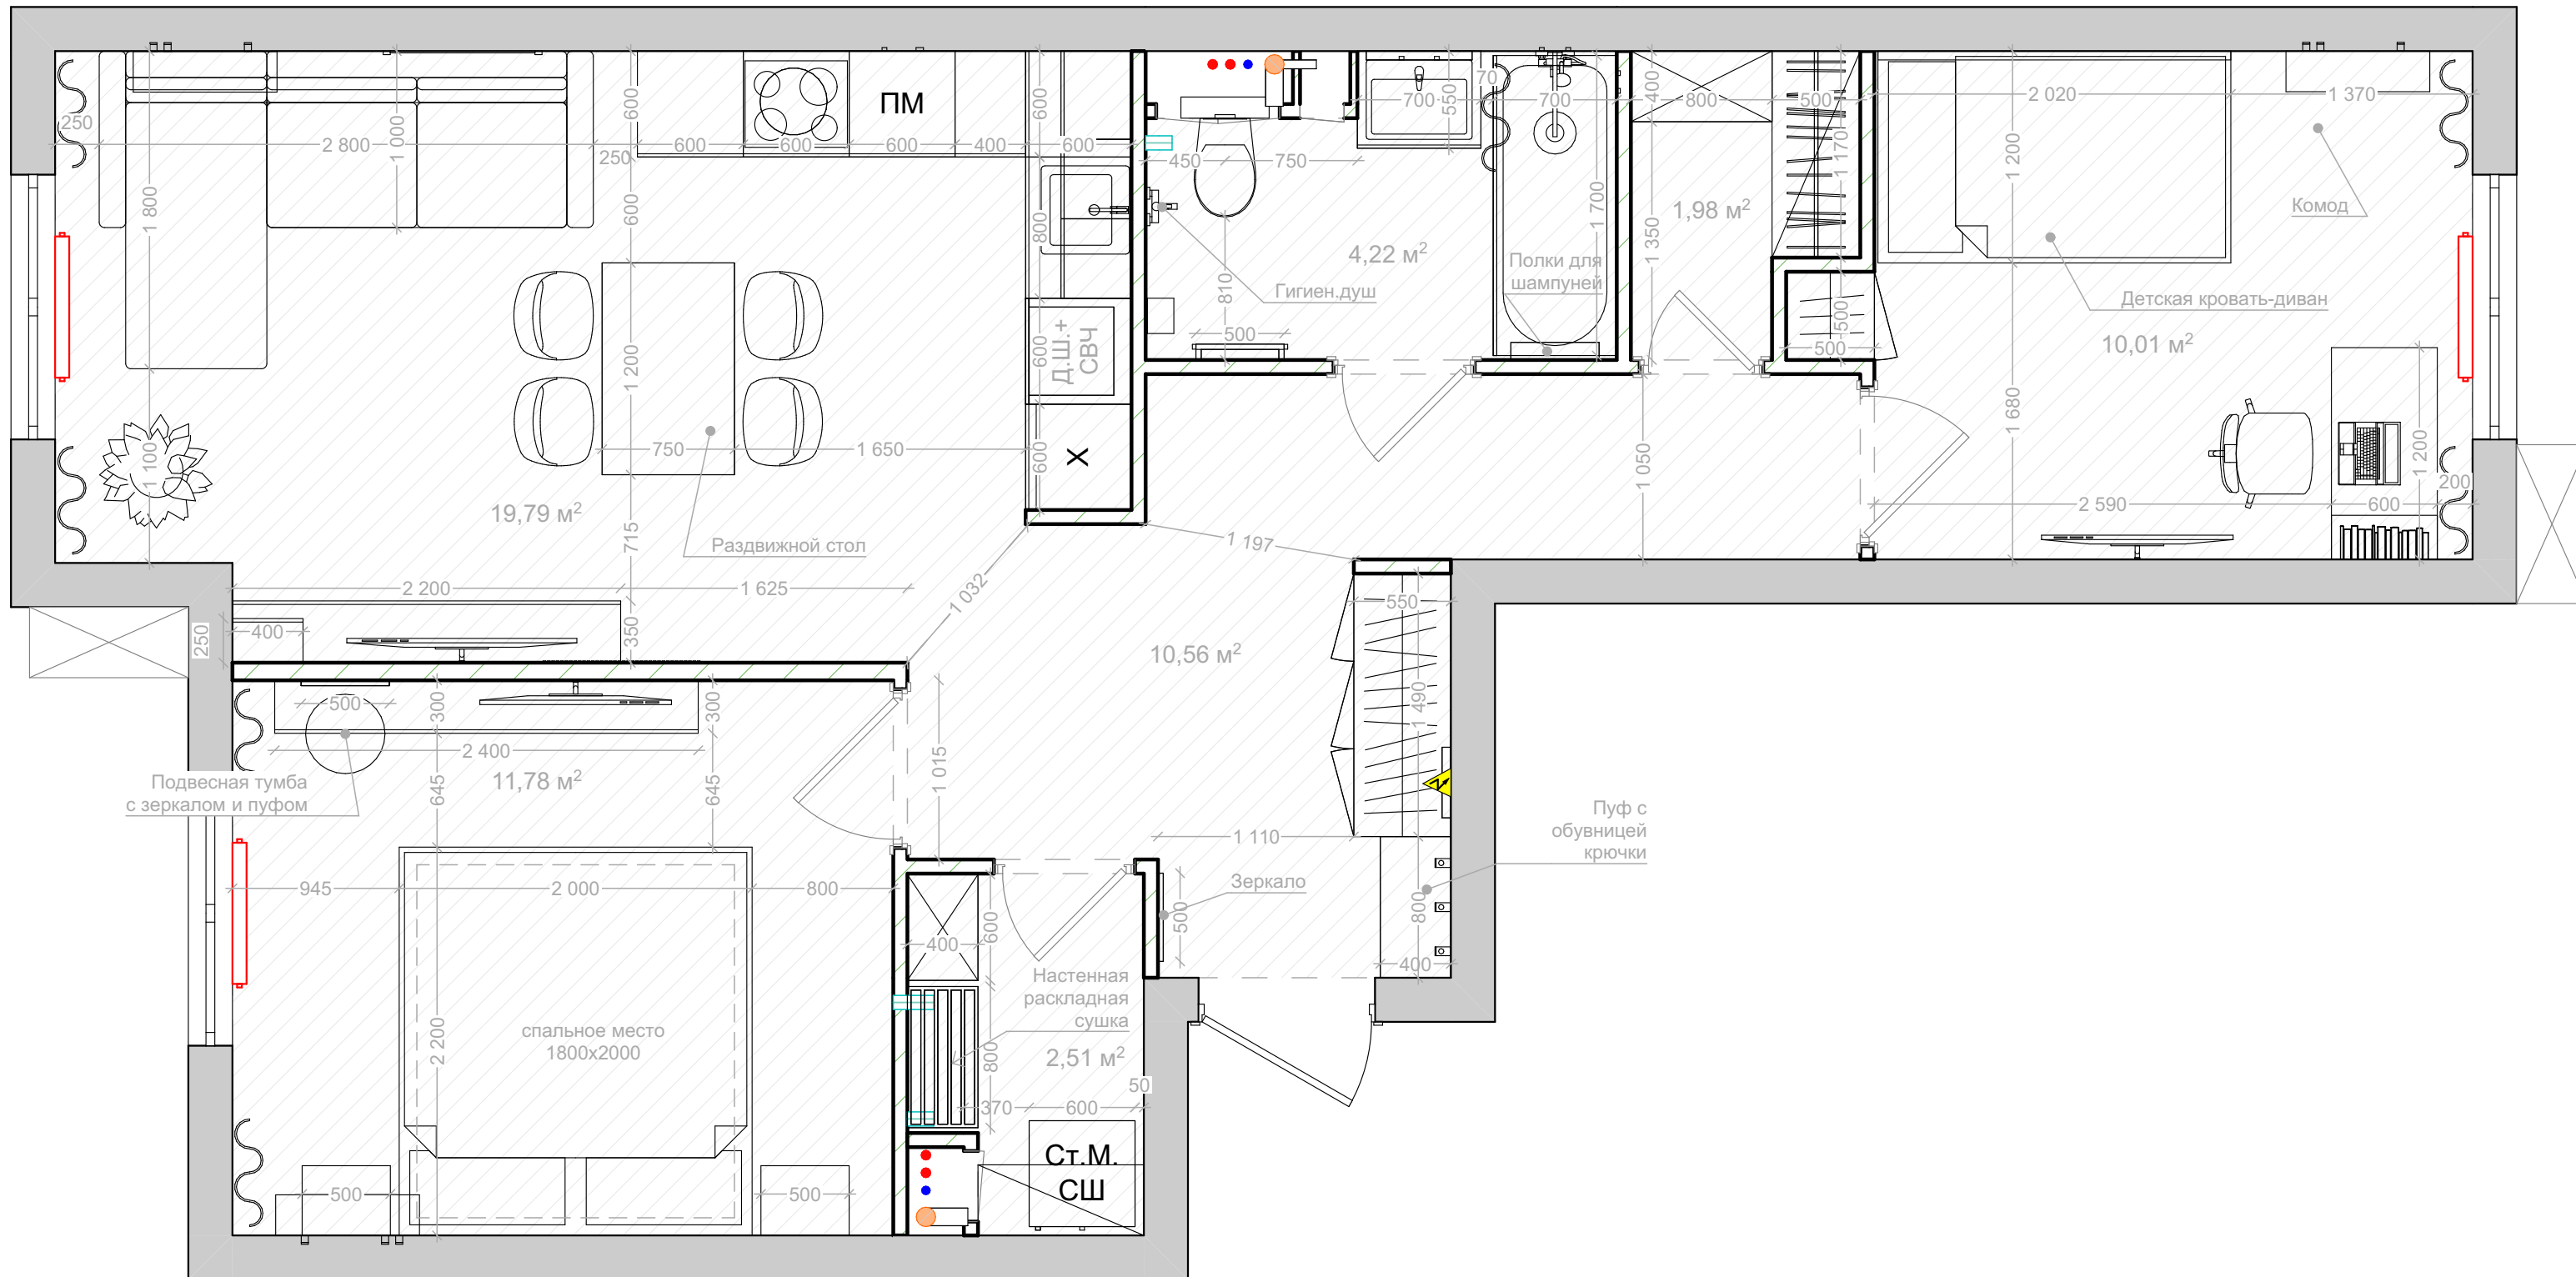 600
600
ПМ
400
70
550
700
700
800
500
2 020
1 370
250
2 800
1 000
250
600
600
600
400
600
450
750
1 170
1 200
1 800
600
800
1 700
1,98 м²
Комод
4,22 м²
Полки для
шампуней
1 350
Гигиен.душ
810
500
Детская кровать-диван
10,01 м²
500
500
1 200
600
Д.Ш.+
СВЧ
750
1 650
600
X
1 100
1 050
1 680
1 200
200
2 590
600
19,79 м²
715
Раздвижной стол
1 197
1 032
2 200
1 625
550
250
400
350
10,56 м²
500
300
300
1 490
2 400
11,78 м²
645
645
1 015
Подвесная тумба
с зеркалом и пуфом
1 110
Пуф с
обувницей
крючки
945
2 000
800
Зеркало
800
500
600
400
400
Настенная
раскладная
сушка
спальное место
1800х2000
2 200
800
2,51 м²
50
370
600
Ст.М.
СШ
500
500